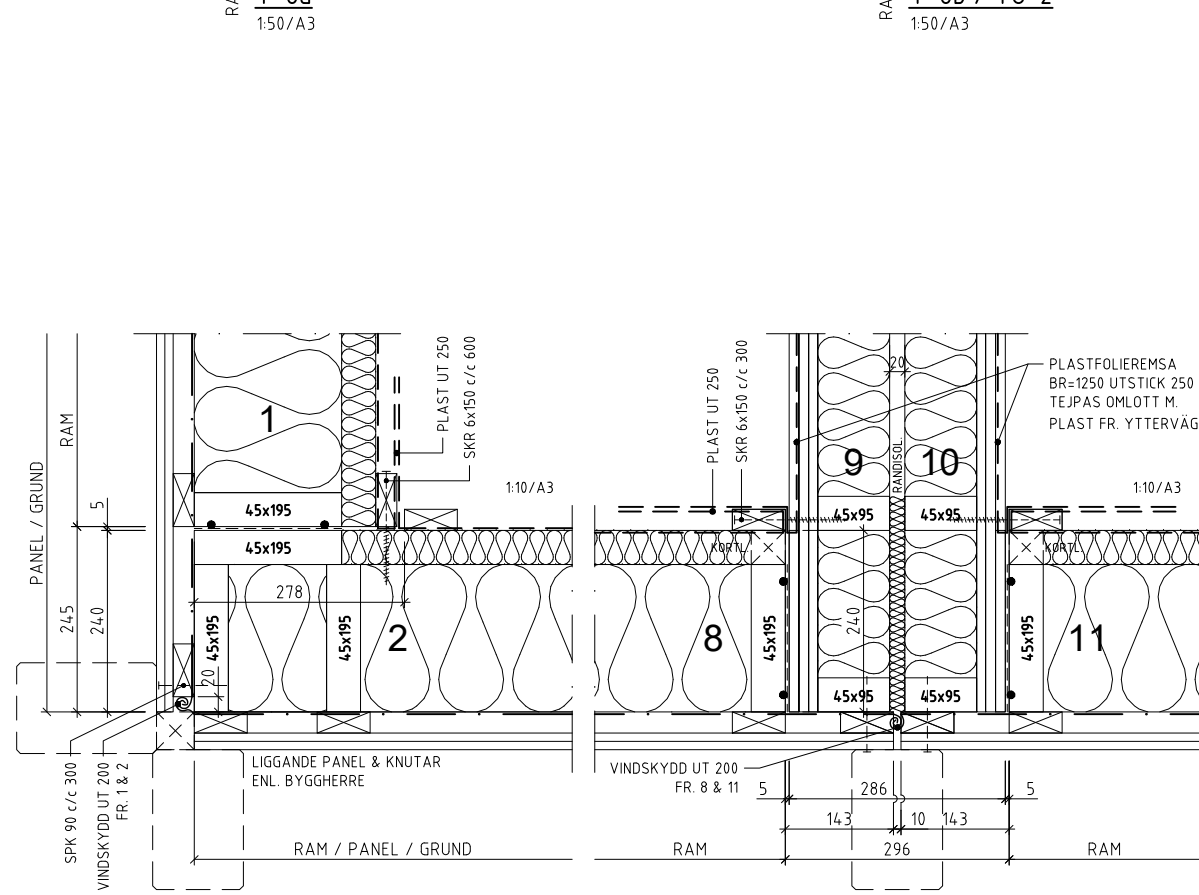 1:50/A3
1:50/A3
PANEL / GRUND
RAM
5
245
240
1
45x195
45x195
278
45x195
45x195
2
20
PLAST UT 250
SKR 6x150 c/c 600
1:10/A3
SPK 90 c/c 300
VINDSKYDD UT 200
FR. 1 & 2
LIGGANDE PANEL & KNUTAR
ENL. BYGGHERRE
RAM / PANEL / GRUND
PLAST UT 250
SKR 6x150 c/c 300
20
9
10
RANDISOL.
45x95
45x95
KORTL.
KORTL.
240
8
45x195
45x195
11
45x95
45x95
PLASTFOLIEREMSA
BR=1250 UTSTICK 250
TEJPAS OMLOTT M.
PLAST FR. YTTERVÄG
1:10/A3
VINDSKYDD UT 200
FR. 8 & 11
5
286
5
143
10
143
RAM
296
RAM